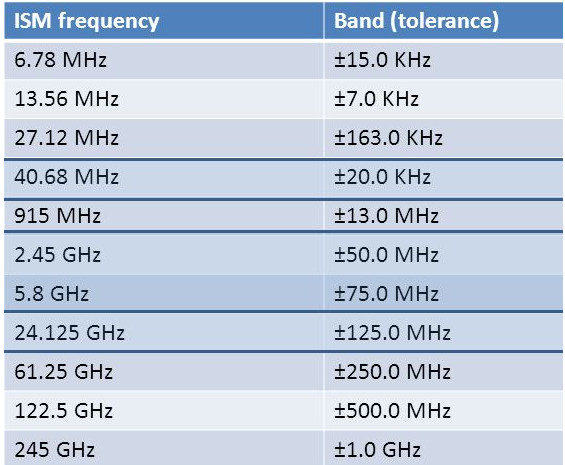 ISM frequency Band (tolerance)
6.78 MHz ±15.0 KHz
13.56 MHz ±7.0 KHz
27.12 MHz ±163.0 KHz
40.68 MHz ±20.0 KHz
915 MHz ±13.0 MHz
2.45 GHz ±50.0 MHz
5.8 GHz ±75.0 MHz
24.125 GHz ±125.0 MHz
61.25 GHz ±250.0 MHz
122.5 GHz ±500.0 MHz
245 GHz ±1.0 GHz